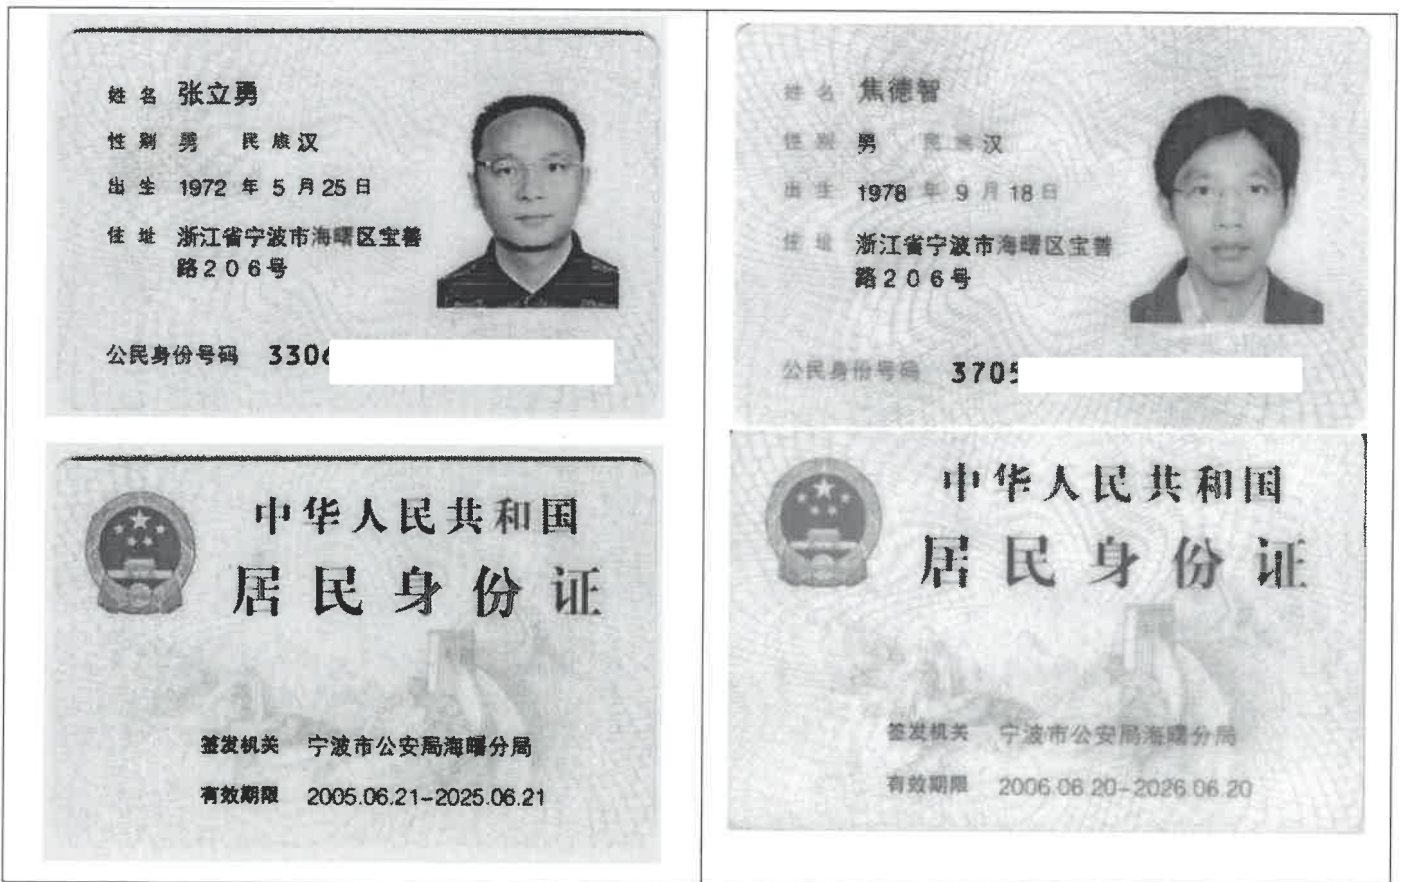 姓名 张立勇
性别 男 民族 汉
出生 1972 年 5 月 25 日
住址 浙江省宁波市海曙区宝善
路206号
公民身份号码 330
中华人民共和国
居民身份证
签发机关 宁波市公安局海曙分局
有效期限 2005.06.21-2025.06.21
姓名 焦德智
性别 男 民族 汉
出生 1978 年 9 月 18 日
住址 浙江省宁波市海曙区宝善
路206号
公民身份号码 370
中华人民共和国
居民身份证
签发机关 宁波市公安局海曙分局
有效期限 2006.06.20-2026.06.20